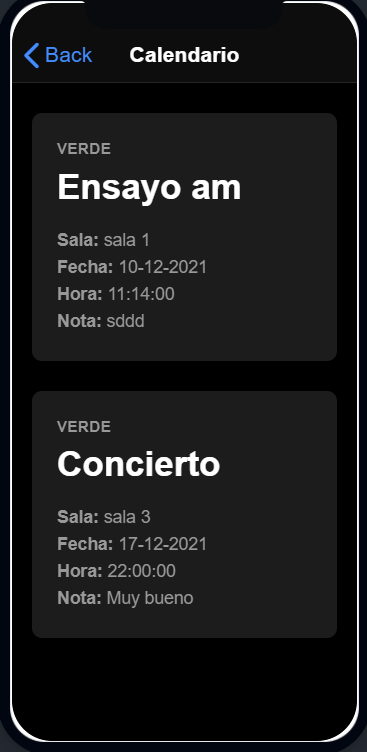 Back
Calendario
VERDE
Ensayo am
Sala: sala 1
Fecha: 10-12-2021
Hora: 11:14:00
Nota: sddd
VERDE
Concierto
Sala: sala 3
Fecha: 17-12-2021
Hora: 22:00:00
Nota: Muy bueno